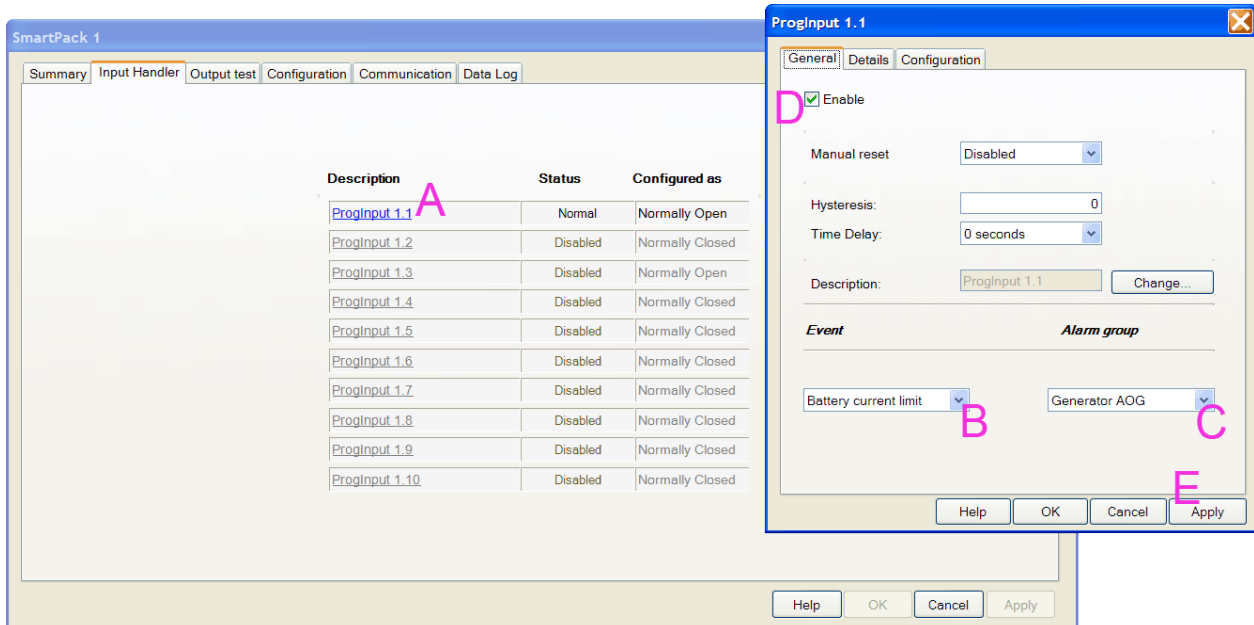 SmartPack 1
Summary Input Handler Output test Configuration Communication Data Log
Description Status Configured as
ProgInput 1.1 Normal Normally Open
A
ProgInput 1.2 Disabled Normally Closed
ProgInput 1.3 Disabled Normally Open
ProgInput 1.4 Disabled Normally Closed
ProgInput 1.5 Disabled Normally Closed
ProgInput 1.6 Disabled Normally Closed
ProgInput 1.7 Disabled Normally Closed
ProgInput 1.8 Disabled Normally Closed
ProgInput 1.9 Disabled Normally Closed
ProgInput 1.10 Disabled Normally Closed
Help OK Cancel Apply
ProgInput 1.1
General Details Configuration
D Enable
Manual reset Disabled
Hysteresis: 0
Time Delay: 0 seconds
Description: ProgInput 1.1 Change...
Event Alarm group
Battery current limit Generator AOG
B C
E
Help OK Cancel Apply